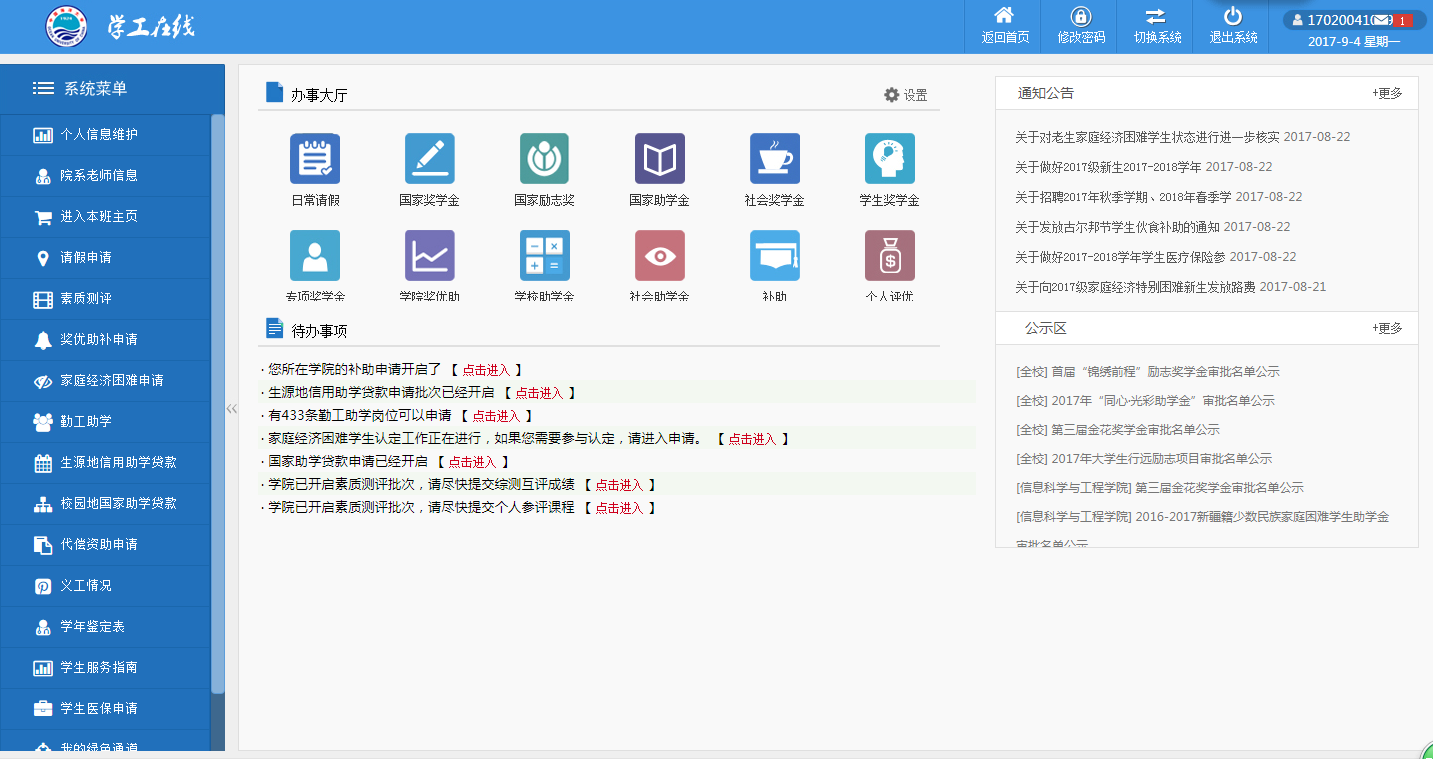 学工在线
返回首页
修改密码
切换系统
退出系统
1
2017-9-4 星期一
系统菜单
个人信息维护
院系老师信息
进入本班主页
请假申请
素质测评
奖优助补申请
家庭经济困难申请
勤工助学
生源地信用助学贷款
校园地国家助学贷款
代偿资助申请
义工情况
学年鉴定表
学生服务指南
学生医保申请
我的绿色通道
办事大厅
设置
日常请假
国家奖学金
国家励志奖
国家助学金
社会奖学金
学生奖学金
专项奖学金
学院奖优助
学校助学金
社会助学金
补助
个人评优
待办事项
· 您所在学院的补助申请开启了 【 点击进入 】
· 生源地信用助学贷款申请批次已经开启 【 点击进入 】
· 有433条勤工助学岗位可以申请 【 点击进入 】
· 家庭经济困难学生认定工作正在进行，如果您需要参与认定，请进入申请。 【 点击进入 】
· 国家助学贷款申请已经开启 【 点击进入 】
· 学院已开启素质测评批次，请尽快提交综测互评成绩 【 点击进入 】
· 学院已开启素质测评批次，请尽快提交个人参评课程 【 点击进入 】
通知公告
+更多
关于对老生家庭经济困难学生状态进行进一步核实 2017-08-22
关于做好2017级新生2017-2018学年 2017-08-22
关于招聘2017年秋季学期、2018年春季学 2017-08-22
关于发放古尔邦节学生伙食补助的通知 2017-08-22
关于做好2017-2018学年学生医疗保险参 2017-08-22
关于向2017级家庭经济特别困难新生发放路费 2017-08-21
公示区
+更多
[全校] 首届“锦绣前程”励志奖学金审批名单公示
[全校] 2017年“同心·光彩助学金”审批名单公示
[全校] 第三届金花奖学金审批名单公示
[全校] 2017年大学生行远励志项目审批名单公示
[信息科学与工程学院] 第三届金花奖学金审批名单公示
[信息科学与工程学院] 2016-2017新疆籍少数民族家庭困难学生助学金
审批名单公示